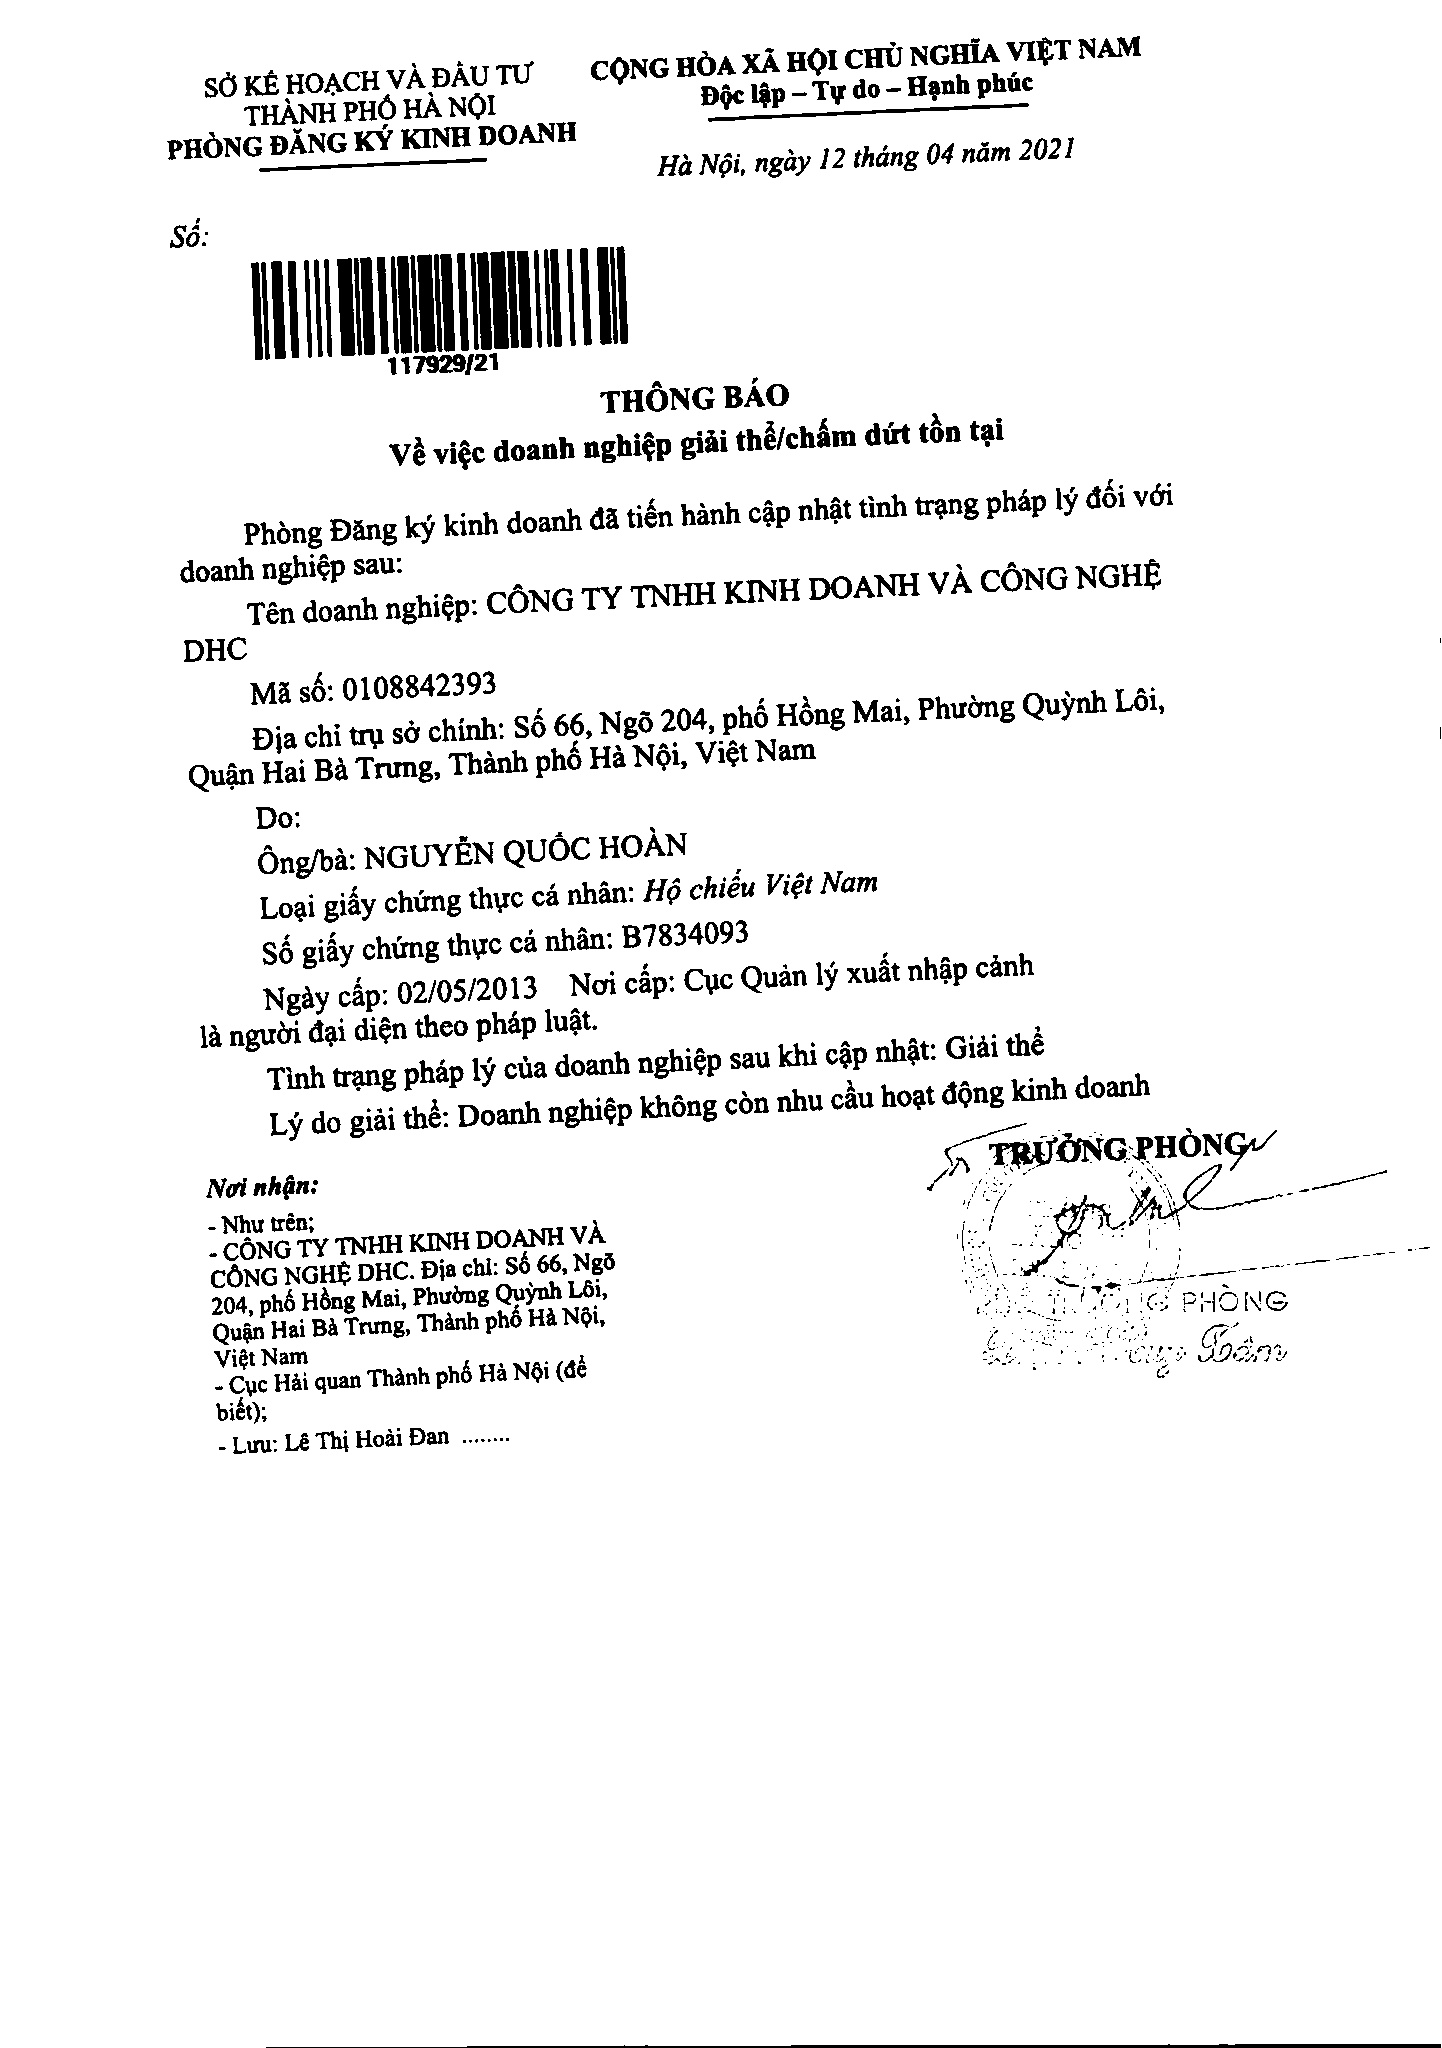 SỞ KẾ HOẠCH VÀ ĐẦU TƯ
THÀNH PHỐ HÀ NỘI
PHÒNG ĐĂNG KÝ KINH DOANH
CỘNG HÒA XÃ HỘI CHỦ NGHĨA VIỆT NAM
Độc lập – Tự do – Hạnh phúc
Hà Nội, ngày 12 tháng 04 năm 2021
Số:
117929/21
THÔNG BÁO
Về việc doanh nghiệp giải thể/chấm dứt tồn tại
Phòng Đăng ký kinh doanh đã tiến hành cập nhật tình trạng pháp lý đối với
doanh nghiệp sau:
Tên doanh nghiệp: CÔNG TY TNHH KINH DOANH VÀ CÔNG NGHỆ
DHC
Mã số: 0108842393
Địa chỉ trụ sở chính: Số 66, Ngõ 204, phố Hồng Mai, Phường Quỳnh Lôi,
Quận Hai Bà Trưng, Thành phố Hà Nội, Việt Nam
Do:
Ông/bà: NGUYỄN QUỐC HOÀN
Loại giấy chứng thực cá nhân: Hộ chiếu Việt Nam
Số giấy chứng thực cá nhân: B7834093
Ngày cấp: 02/05/2013 Nơi cấp: Cục Quản lý xuất nhập cảnh
là người đại diện theo pháp luật.
Tình trạng pháp lý của doanh nghiệp sau khi cập nhật: Giải thể
Lý do giải thể: Doanh nghiệp không còn nhu cầu hoạt động kinh doanh
TRƯỞNG PHÒNG
PHÒNG
Tâm
Nơi nhận:
- Như trên;
- CÔNG TY TNHH KINH DOANH VÀ
CÔNG NGHỆ DHC. Địa chỉ: Số 66, Ngõ
204, phố Hồng Mai, Phường Quỳnh Lôi,
Quận Hai Bà Trưng, Thành phố Hà Nội,
Việt Nam
- Cục Hải quan Thành phố Hà Nội (để
biết);
- Lưu: Lê Thị Hoài Đan ........